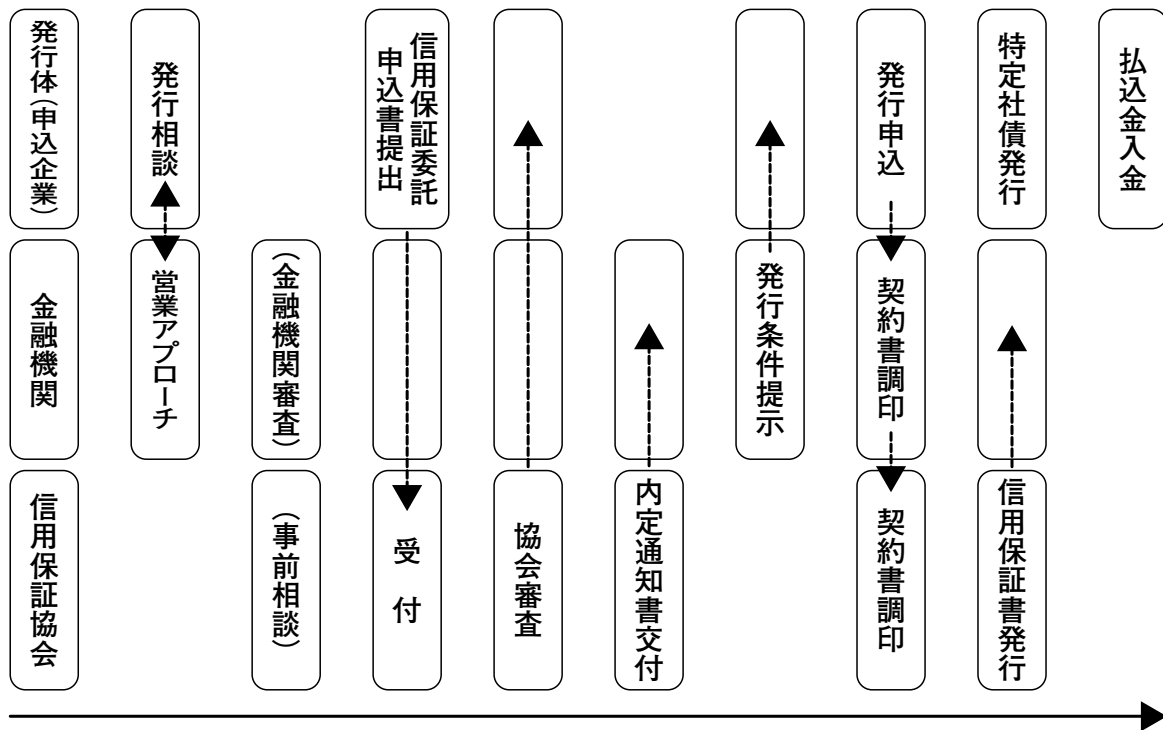 発行体（申込企業）
発行相談
信用保証委託
申込書提出
発行申込
特定社債発行
払込金入金
金融機関
営業アプローチ
（金融機関審査）
発行条件提示
契約書調印
信用保証協会
（事前相談）
受付
協会審査
内定通知書交付
契約書調印
信用保証書発行